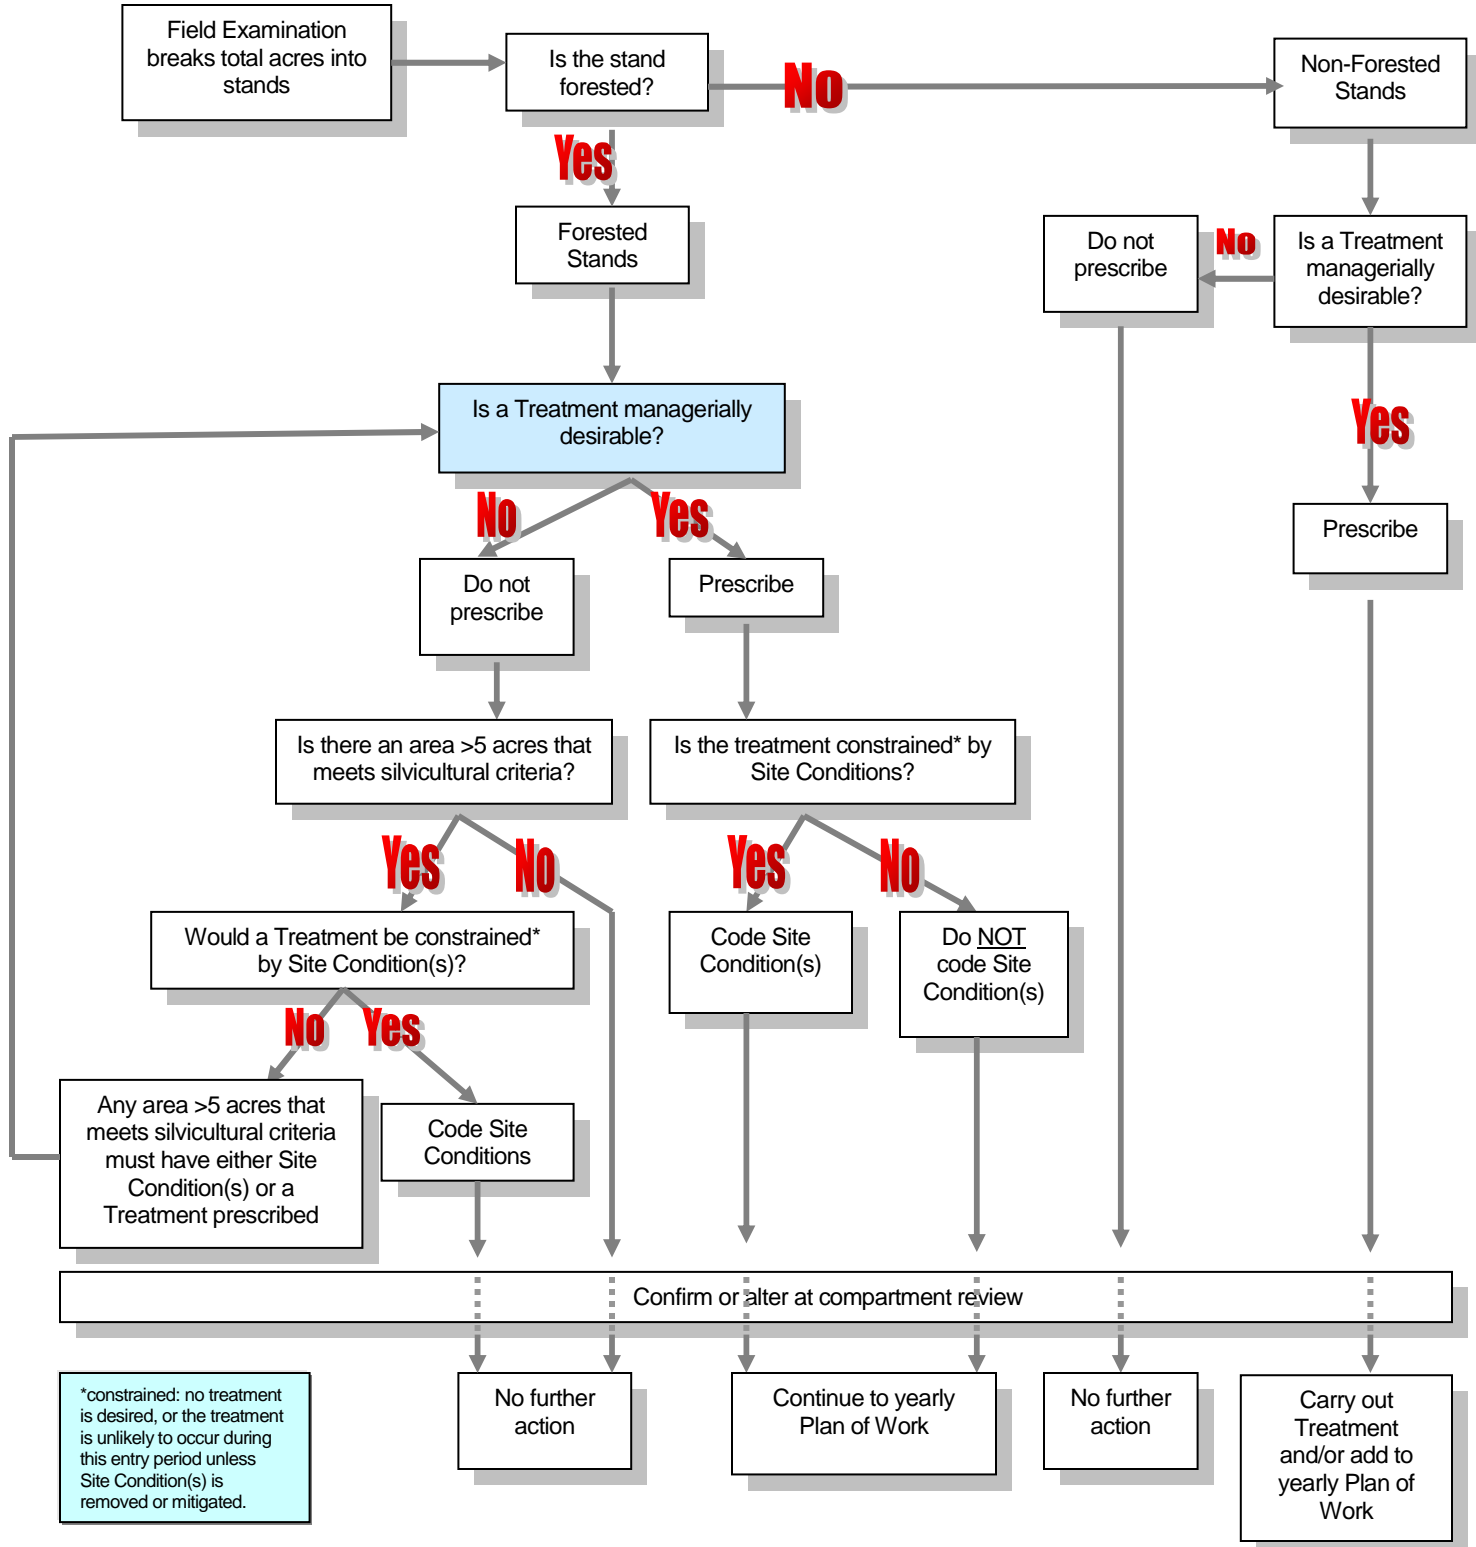 Field Examination
breaks total acres into
stands
Is the stand
forested?
No
Non-Forested
Stands
Yes
Forested
Stands
Do not
prescribe
No
Is a Treatment
managerially
desirable?
Is a Treatment managerially
desirable?
Yes
No
Yes
Prescribe
Do not
prescribe
Prescribe
Is there an area >5 acres that
meets silvicultural criteria?
Is the treatment constrained* by
Site Conditions?
Yes
No
Yes
No
Would a Treatment be constrained*
by Site Condition(s)?
Code Site
Condition(s)
Do NOT
code Site
Condition(s)
No
Yes
Any area >5 acres that
meets silvicultural criteria
must have either Site
Condition(s) or a
Treatment prescribed
Code Site
Conditions
Confirm or alter at compartment review
*constrained: no treatment
is desired, or the treatment
is unlikely to occur during
this entry period unless
Site Condition(s) is
removed or mitigated.
No further
action
Continue to yearly
Plan of Work
No further
action
Carry out
Treatment
and/or add to
yearly Plan of
Work